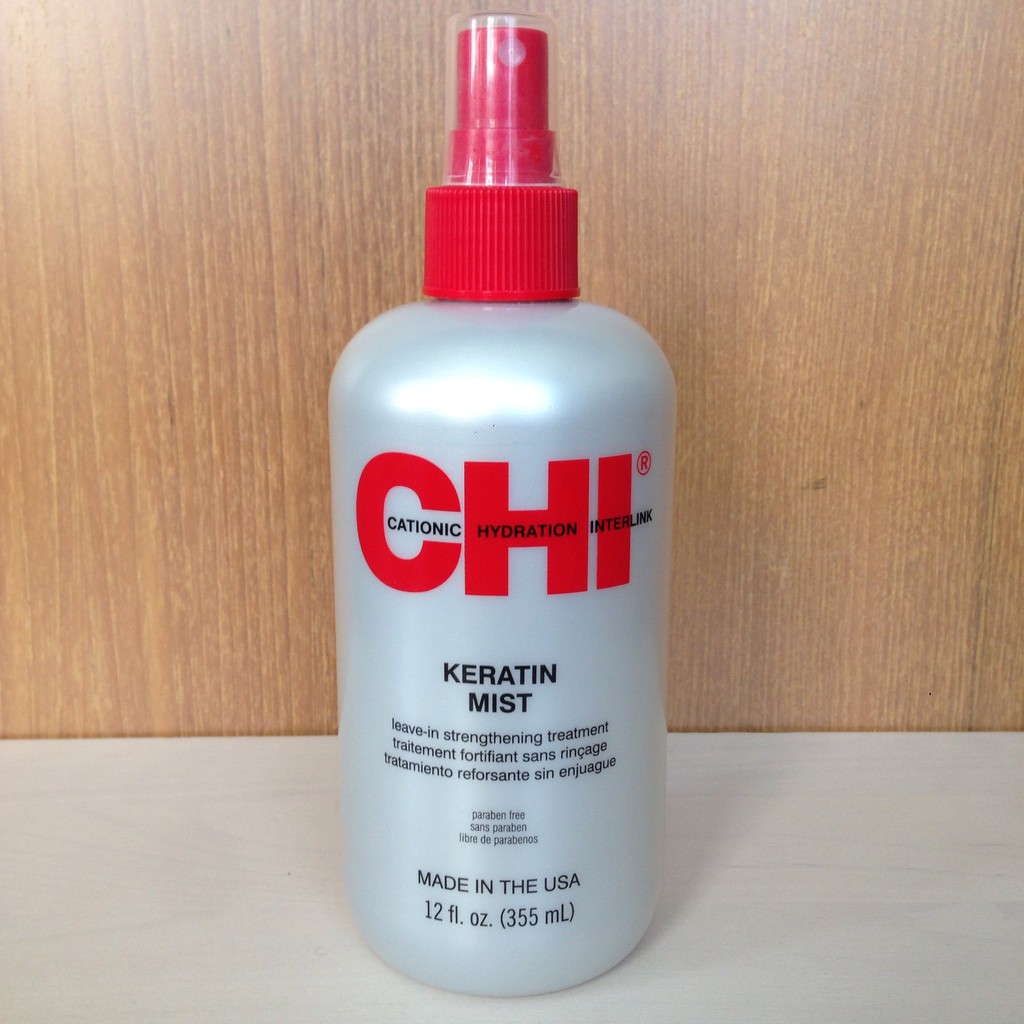 CHI®
CATIONIC HYDRATION INTERLINK
KERATIN
MIST
leave-in strengthening treatment
traitement fortifiant sans rinçage
tratamiento reforsante sin enjuague
paraben free
sans paraben
libre de parabenos
MADE IN THE USA
12 fl. oz. (355 mL)